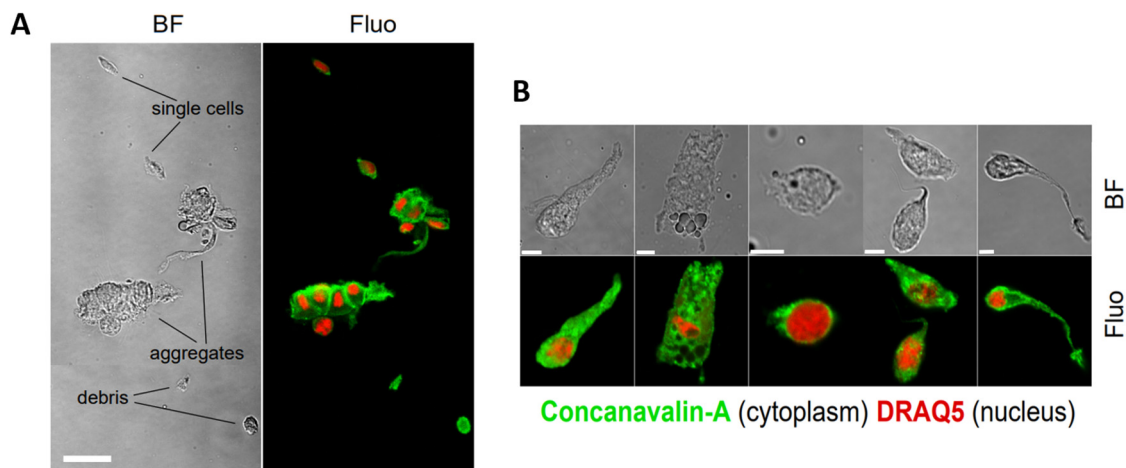 A
BF
Fluo
single cells
aggregates
debris
B
BF
Fluo
Concanavalin-A (cytoplasm) DRAQ5 (nucleus)